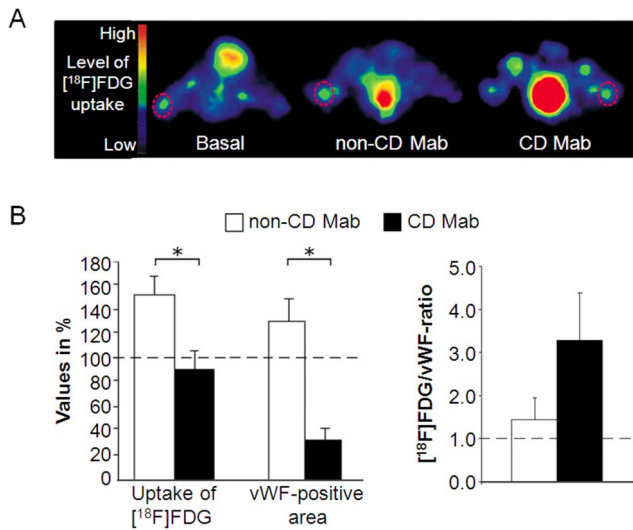 A
High
Level of
[¹⁸F]FDG
uptake
Low
Basal
non-CD Mab
CD Mab
B
non-CD Mab
CD Mab
Values in %
180
160
140
120
100
80
60
40
20
0
*
*
Uptake of
[¹⁸F]FDG
vWF-positive
area
[¹⁸F]FDG/vWF-ratio
5.0
4.0
3.0
2.0
1.0
0.0